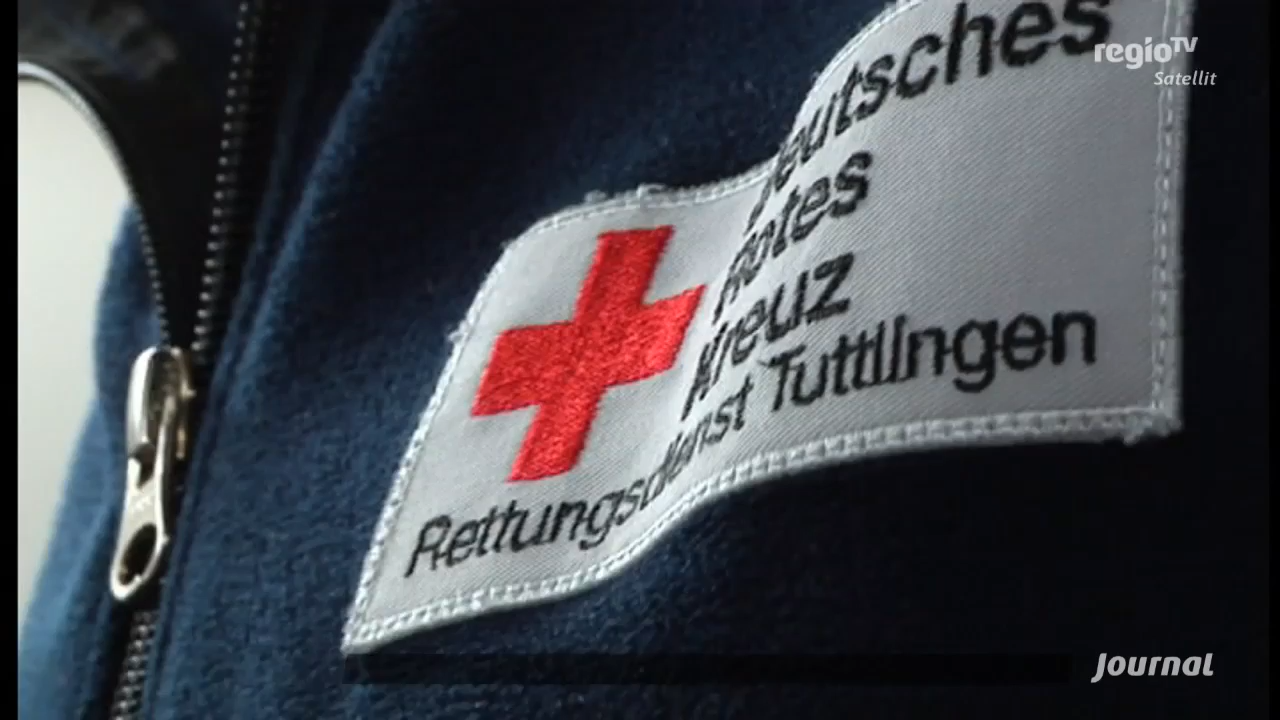 regioTV
Satellit
Deutsches
Rotes
Kreuz
Rettungsdienst Tuttlingen
Journal